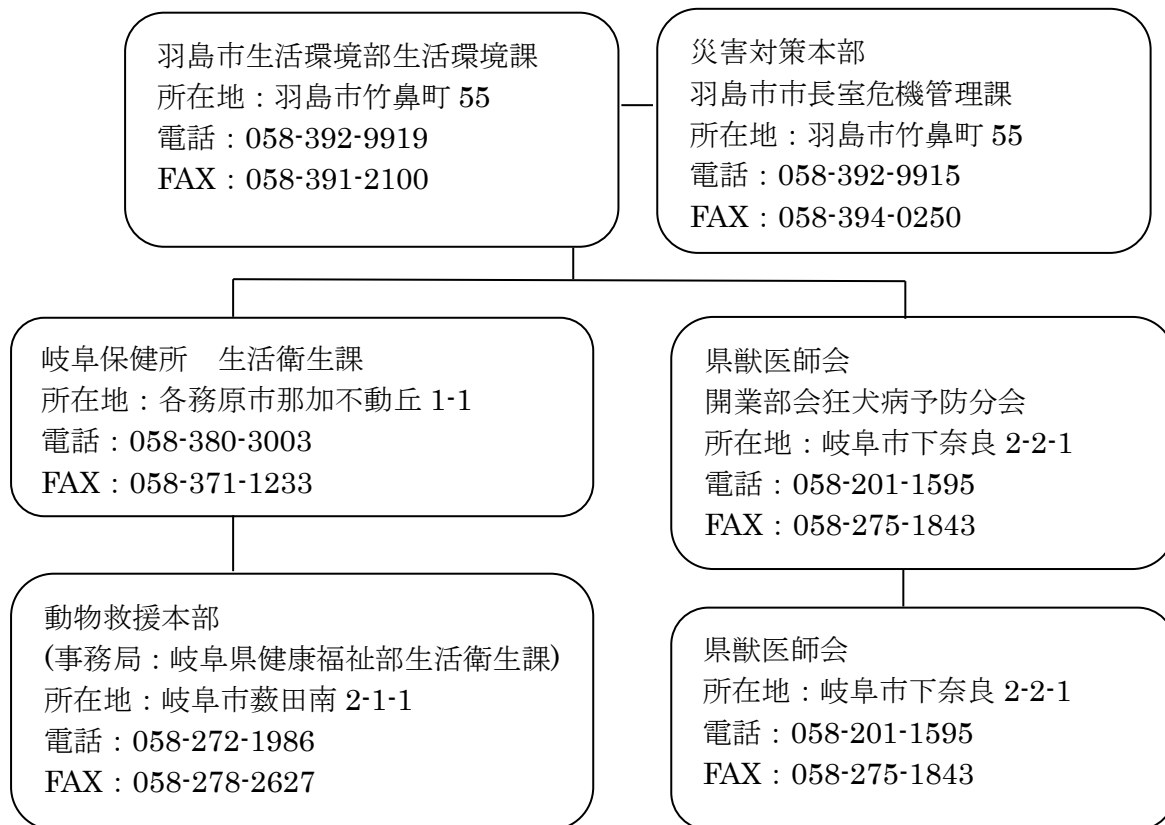 羽島市生活環境部生活環境課
所在地：羽島市竹鼻町 55
電話：058-392-9919
FAX：058-391-2100
災害対策本部
羽島市市長室危機管理課
所在地：羽島市竹鼻町 55
電話：058-392-9915
FAX：058-394-0250
岐阜保健所　生活衛生課
所在地：各務原市那加不動丘 1-1
電話：058-380-3003
FAX：058-371-1233
県獣医師会
開業部会狂犬病予防分会
所在地：岐阜市下奈良 2-2-1
電話：058-201-1595
FAX：058-275-1843
動物救援本部
(事務局：岐阜県健康福祉部生活衛生課)
所在地：岐阜市薮田南 2-1-1
電話：058-272-1986
FAX：058-278-2627
県獣医師会
所在地：岐阜市下奈良 2-2-1
電話：058-201-1595
FAX：058-275-1843